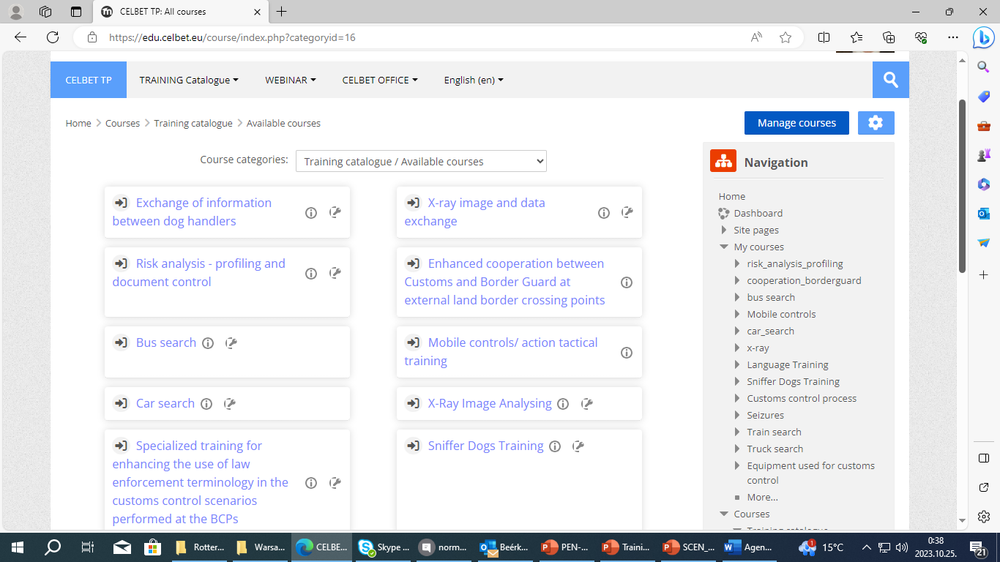 CELBET TP: All courses
https://edu.celbet.eu/course/index.php?categoryid=16
CELBET TP
TRAINING Catalogue
WEBINAR
CELBET OFFICE
English (en)
Home
Courses
Training catalogue
Available courses
Manage courses
Course categories:
Training catalogue / Available courses
Exchange of information
between dog handlers
X-ray image and data
exchange
Risk analysis - profiling and
document control
Enhanced cooperation between
Customs and Border Guard at
external land border crossing points
Bus search
Mobile controls/ action tactical
training
Car search
X-Ray Image Analysing
Specialized training for
enhancing the use of law
enforcement terminology in the
customs control scenarios
performed at the BCPs
Sniffer Dogs Training
Navigation
Home
Dashboard
Site pages
My courses
risk_analysis_profiling
cooperation_borderguard
bus search
Mobile controls
car_search
x-ray
Language Training
Sniffer Dogs Training
Customs control process
Seizures
Train search
Truck search
Equipment used for customs
control
More...
Courses
Training catalogue
Rotter...
Warsa...
CELBE...
Skype ...
norm...
Beérk...
PEN-...
Traini...
SCEN_...
Agen...
1
15°C
0:38
2023.10.25.
21